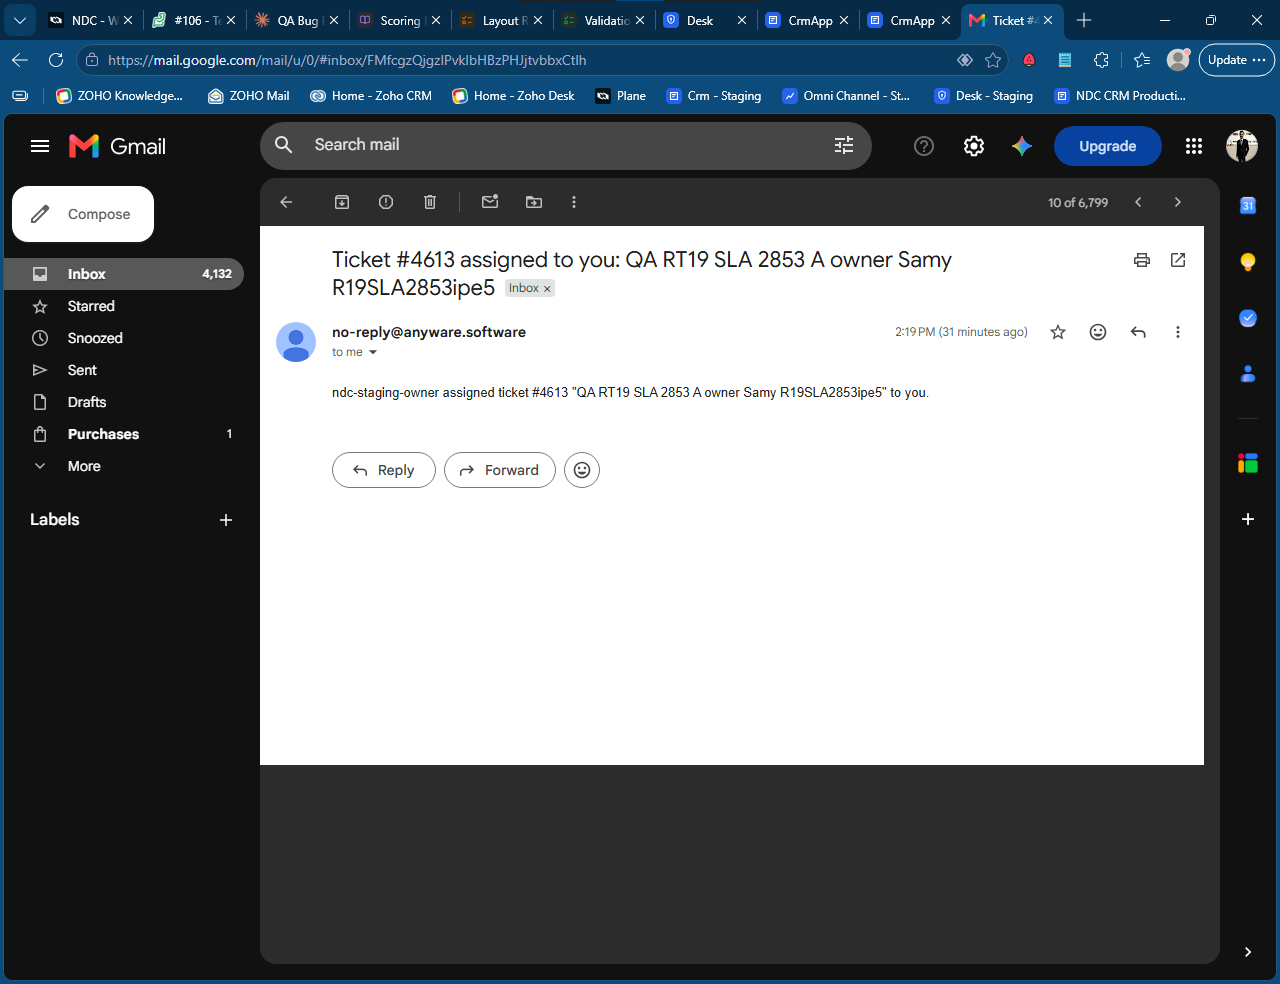 NDC - W
#106 - Te
QA Bug
Scoring
Layout R
Validatio
Desk
CrmApp
CrmApp
Ticket #4
https://mail.google.com/mail/u/0/#inbox/FMfcgzQjgzlPvklbHBzPHJjtvbbxCtlh
Update
ZOHO Knowledge...
ZOHO Mail
Home - Zoho CRM
Home - Zoho Desk
Plane
Crm - Staging
Omni Channel - St...
Desk - Staging
NDC CRM Producti...
Gmail
Search mail
Upgrade
Compose
10 of 6,799
31
Inbox 4,132
Starred
Snoozed
Sent
Drafts
Purchases 1
More
Labels
Ticket #4613 assigned to you: QA RT19 SLA 2853 A owner Samy
R19SLA2853ipe5 Inbox ×
no-reply@anyware.software
2:19 PM (31 minutes ago)
to me
ndc-staging-owner assigned ticket #4613 "QA RT19 SLA 2853 A owner Samy R19SLA2853ipe5" to you.
Reply
Forward